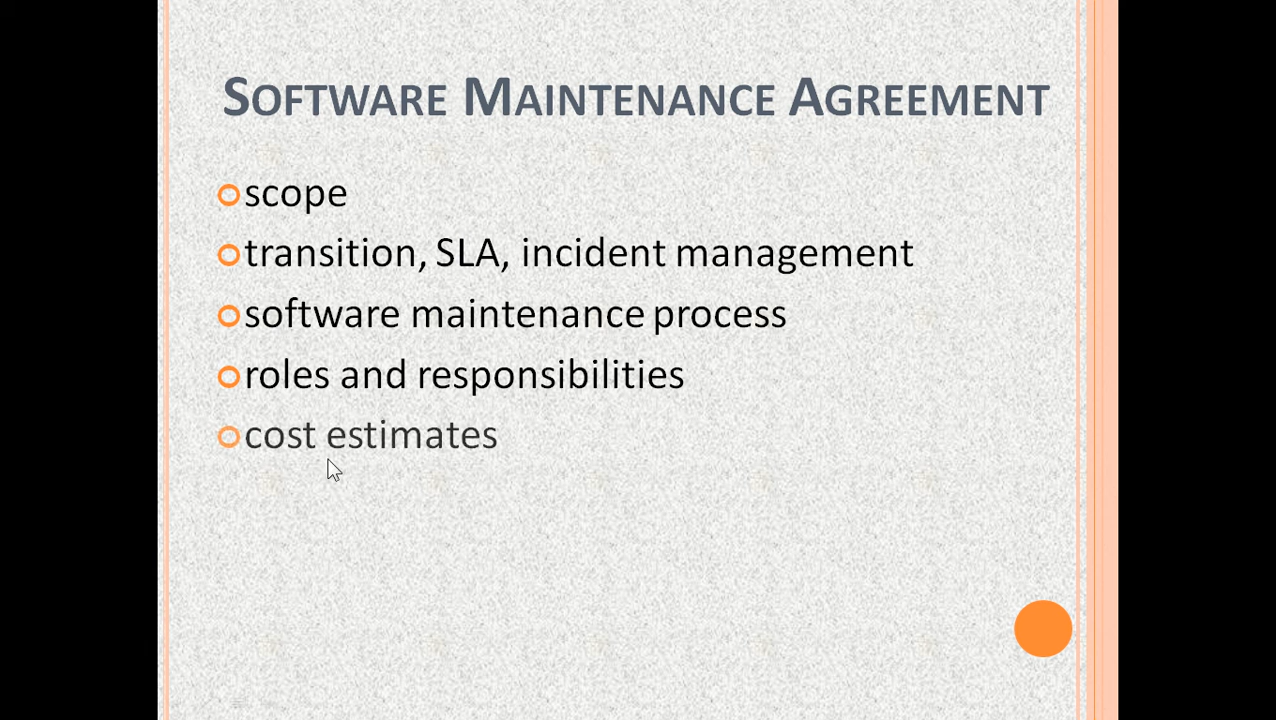 SOFTWARE MAINTENANCE AGREEMENT
scope
transition, SLA, incident management
software maintenance process
roles and responsibilities
cost estimates